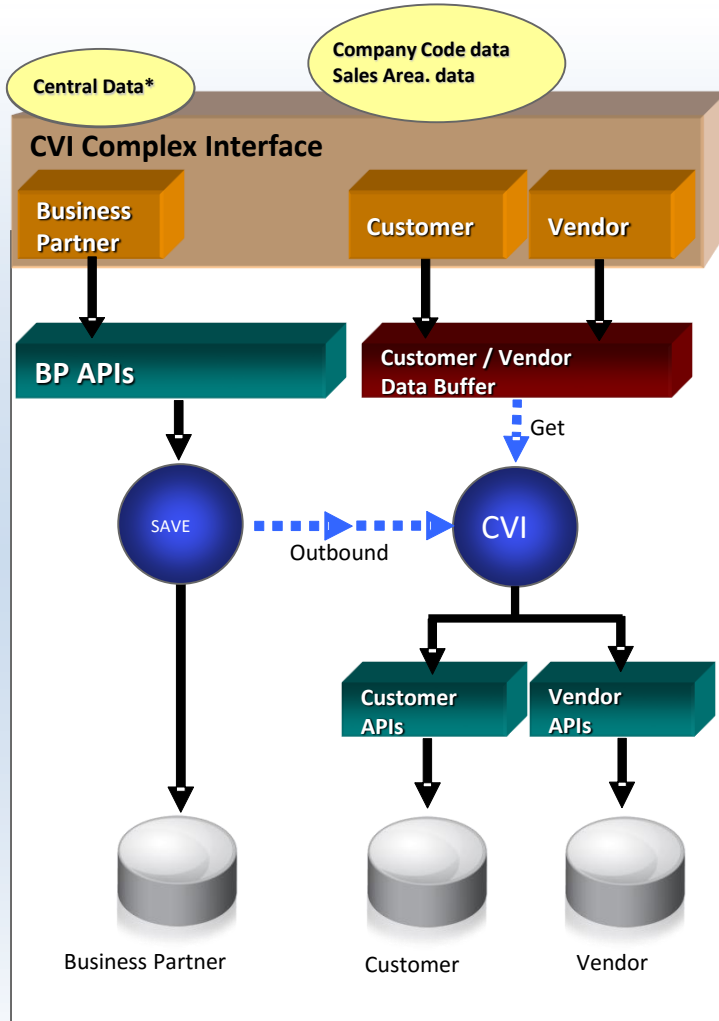 Company Code data
Sales Area. data
Central Data*
CVI Complex Interface
Business
Partner
Customer
Vendor
BP APIs
Customer / Vendor
Data Buffer
Get
SAVE
Outbound
CVI
Customer
APIs
Vendor
APIs
Business Partner
Customer
Vendor